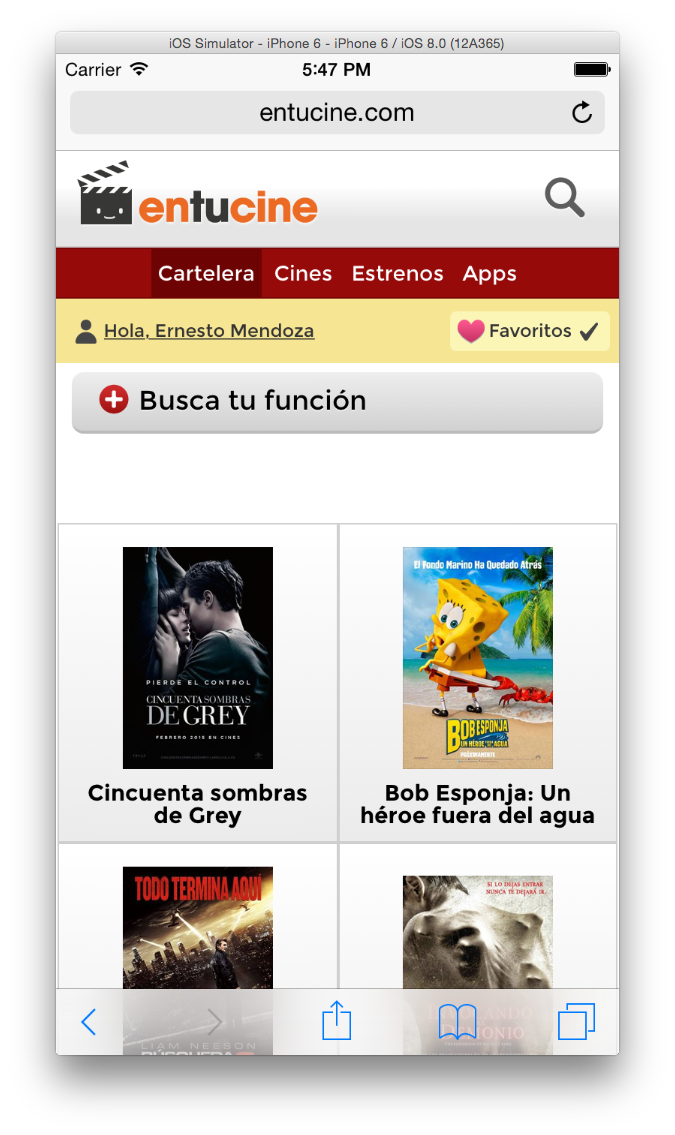 iOS Simulator - iPhone 6 - iPhone 6 / iOS 8.0 (12A365)
Carrier 5:47 PM
entucine.com
entucine
Cartelera Cines Estrenos Apps
Hola, Ernesto Mendoza Favoritos
Busca tu función
PIERDE EL CONTROL
CINCUENTA SOMBRAS
DE GREY
FEBRERO 2015 EN CINES
El Fondo Marino Ha Quedado Atrás
BOB ESPONJA
UN HÉROE FUERA DEL AGUA
PRÓXIMAMENTE
Cincuenta sombras
de Grey
Bob Esponja: Un
héroe fuera del agua
TODO TERMINA AQUÍ
LIAM NEESON
SI LO DEJAS ENTRAR
NUNCA TE DEJARÁ IR
DEMONIO